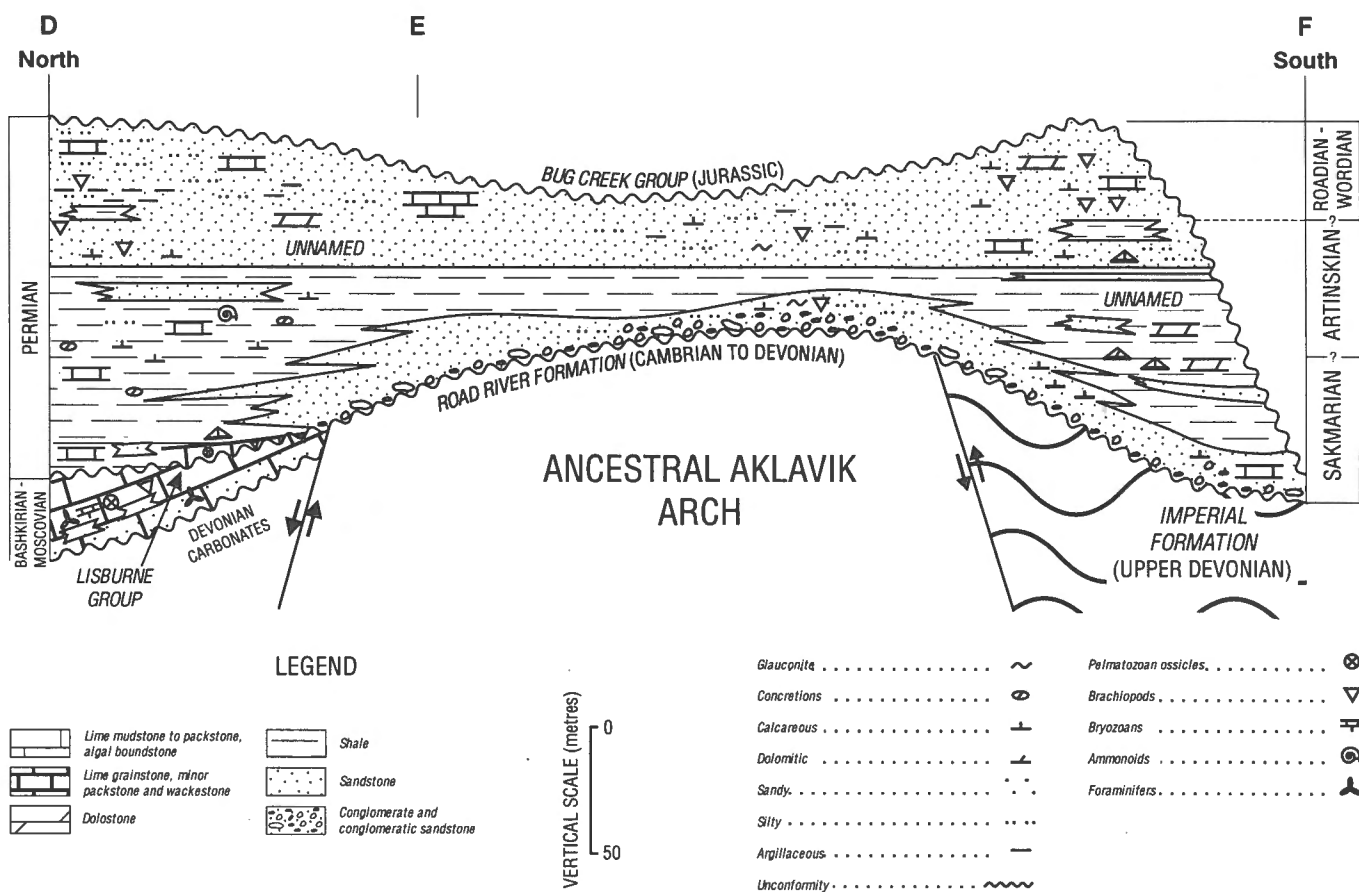 D
North
E
F
South
PERMIAN
BASHKIRIAN -
MOSCOVIAN
BUG CREEK GROUP (JURASSIC)
UNNAMED
UNNAMED
ROADIAN -
WORDIAN
?
ARTINSKIAN
?
SAKMARIAN
ROAD RIVER FORMATION (CAMBRIAN TO DEVONIAN)
ANCESTRAL AKLAVIK
ARCH
DEVONIAN
CARBONATES
LISBURNE
GROUP
IMPERIAL
FORMATION
(UPPER DEVONIAN)
LEGEND
Lime mudstone to packstone,
algal boundstone
Lime grainstone, minor
packstone and wackestone
Dolostone
Shale
Sandstone
Conglomerate and
conglomeratic sandstone
VERTICAL SCALE (metres)
0
50
Glauconite
Concretions
Calcareous
Dolomitic
Sandy
Silty
Argillaceous
Unconformity
Pelmatozoan ossicles
Brachiopods
Bryozoans
Ammonoids
Foraminifers